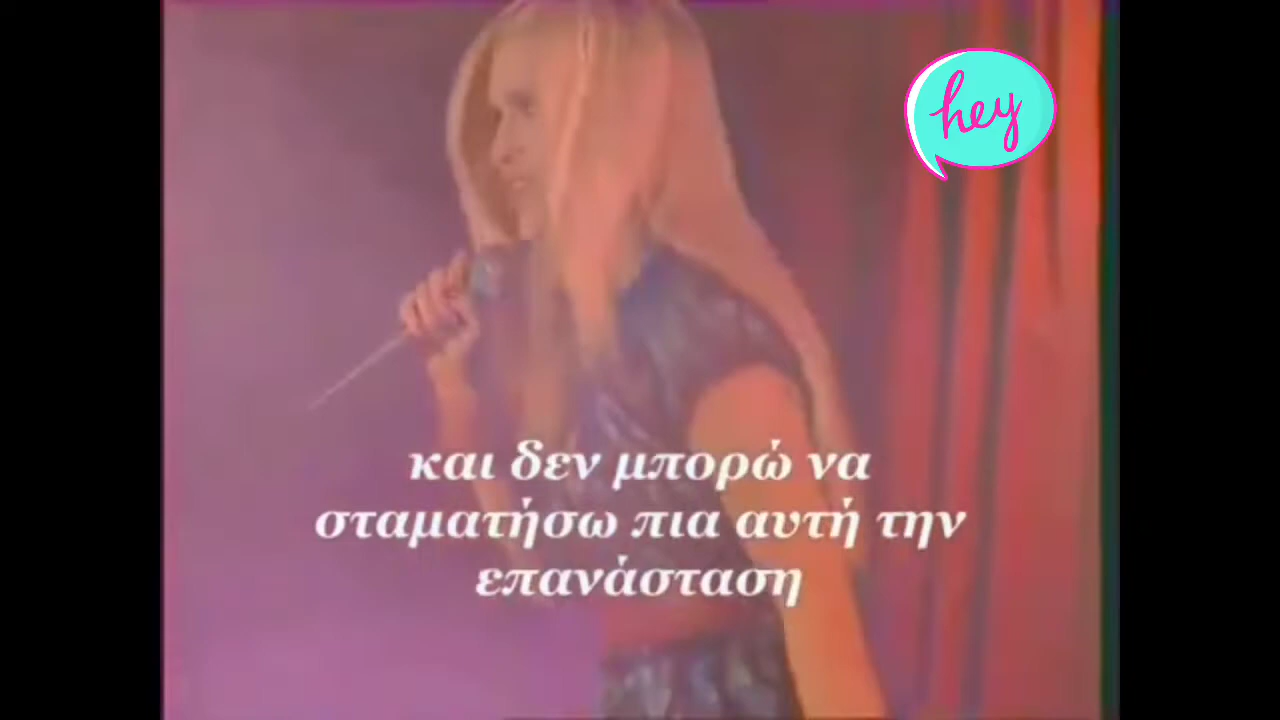 hey
και δεν μπορώ να
σταματήσω πια αυτή την
επανάσταση